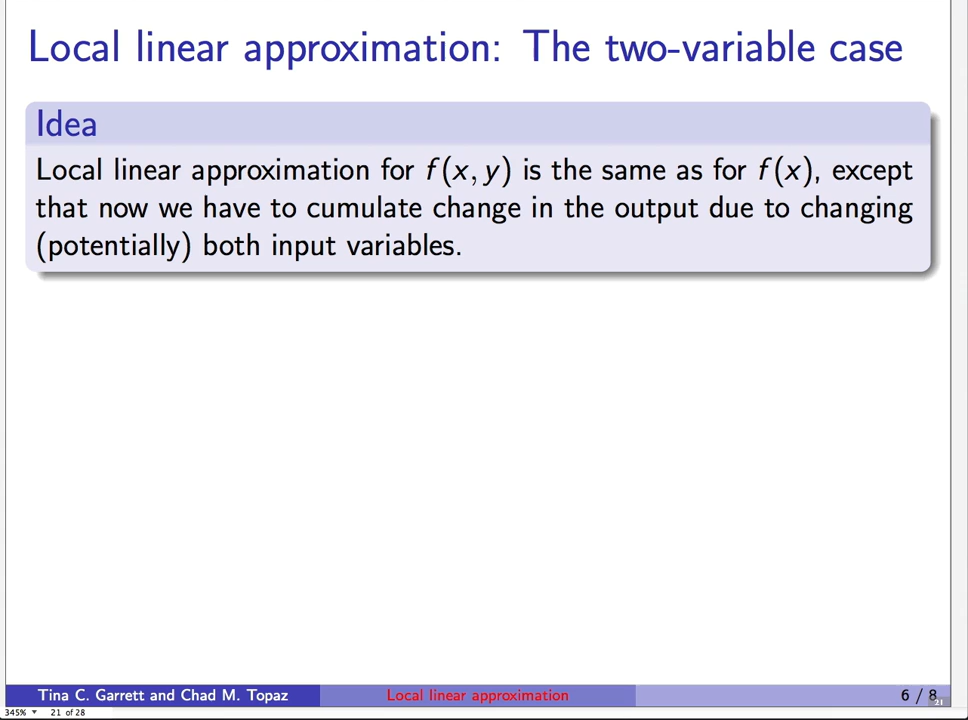 Local linear approximation: The two-variable case
Idea
Local linear approximation for f(x, y) is the same as for f(x), except
that now we have to cumulate change in the output due to changing
(potentially) both input variables.
Tina C. Garrett and Chad M. Topaz
Local linear approximation
6 / 8
21
345% 21 of 28